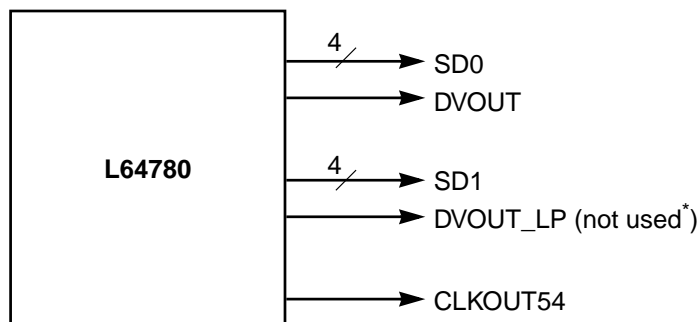 4
SD0
DVOUT
L64780
4
SD1
DVOUT_LP (not used*)
CLKOUT54